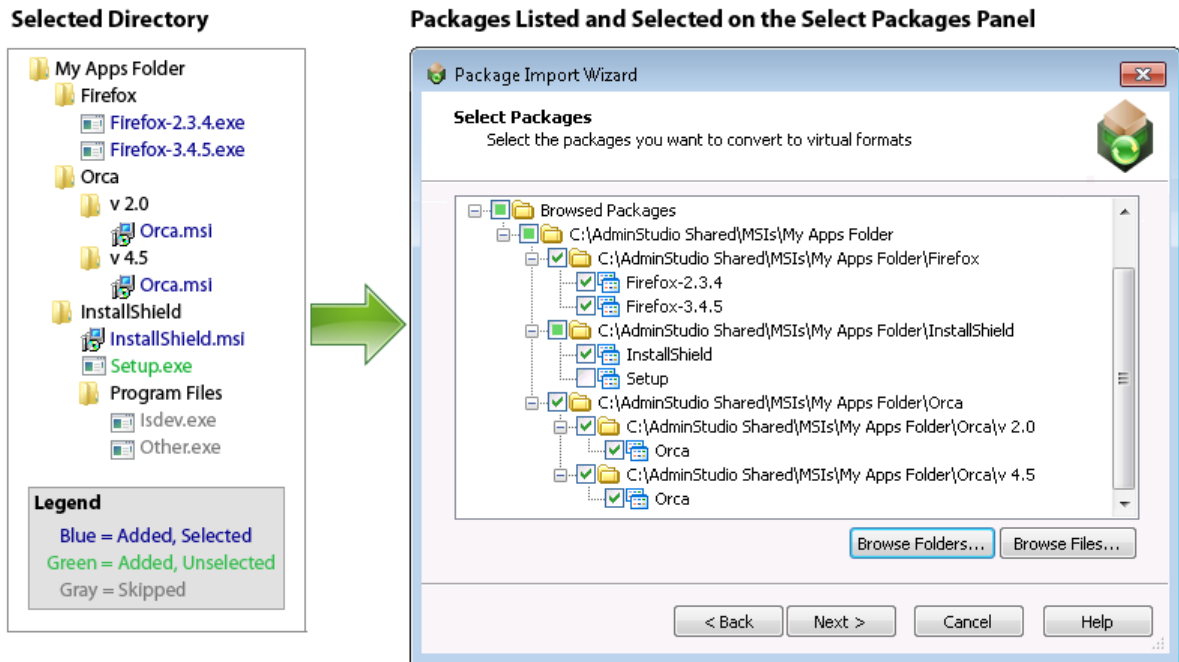 Selected Directory
My Apps Folder
Firefox
Firefox-2.3.4.exe
Firefox-3.4.5.exe
Orca
v 2.0
Orca.msi
v 4.5
Orca.msi
InstallShield
InstallShield.msi
Setup.exe
Program Files
Isdev.exe
Other.exe
Legend
Blue = Added, Selected
Green = Added, Unselected
Gray = Skipped
Packages Listed and Selected on the Select Packages Panel
Package Import Wizard
Select Packages
Select the packages you want to convert to virtual formats
Browsed Packages
C:\AdminStudio Shared\MSIs\My Apps Folder
C:\AdminStudio Shared\MSIs\My Apps Folder\Firefox
Firefox-2.3.4
Firefox-3.4.5
C:\AdminStudio Shared\MSIs\My Apps Folder\InstallShield
InstallShield
Setup
C:\AdminStudio Shared\MSIs\My Apps Folder\Orca
C:\AdminStudio Shared\MSIs\My Apps Folder\Orca\v 2.0
Orca
C:\AdminStudio Shared\MSIs\My Apps Folder\Orca\v 4.5
Orca
Browse Folders... Browse Files...
< Back Next > Cancel Help